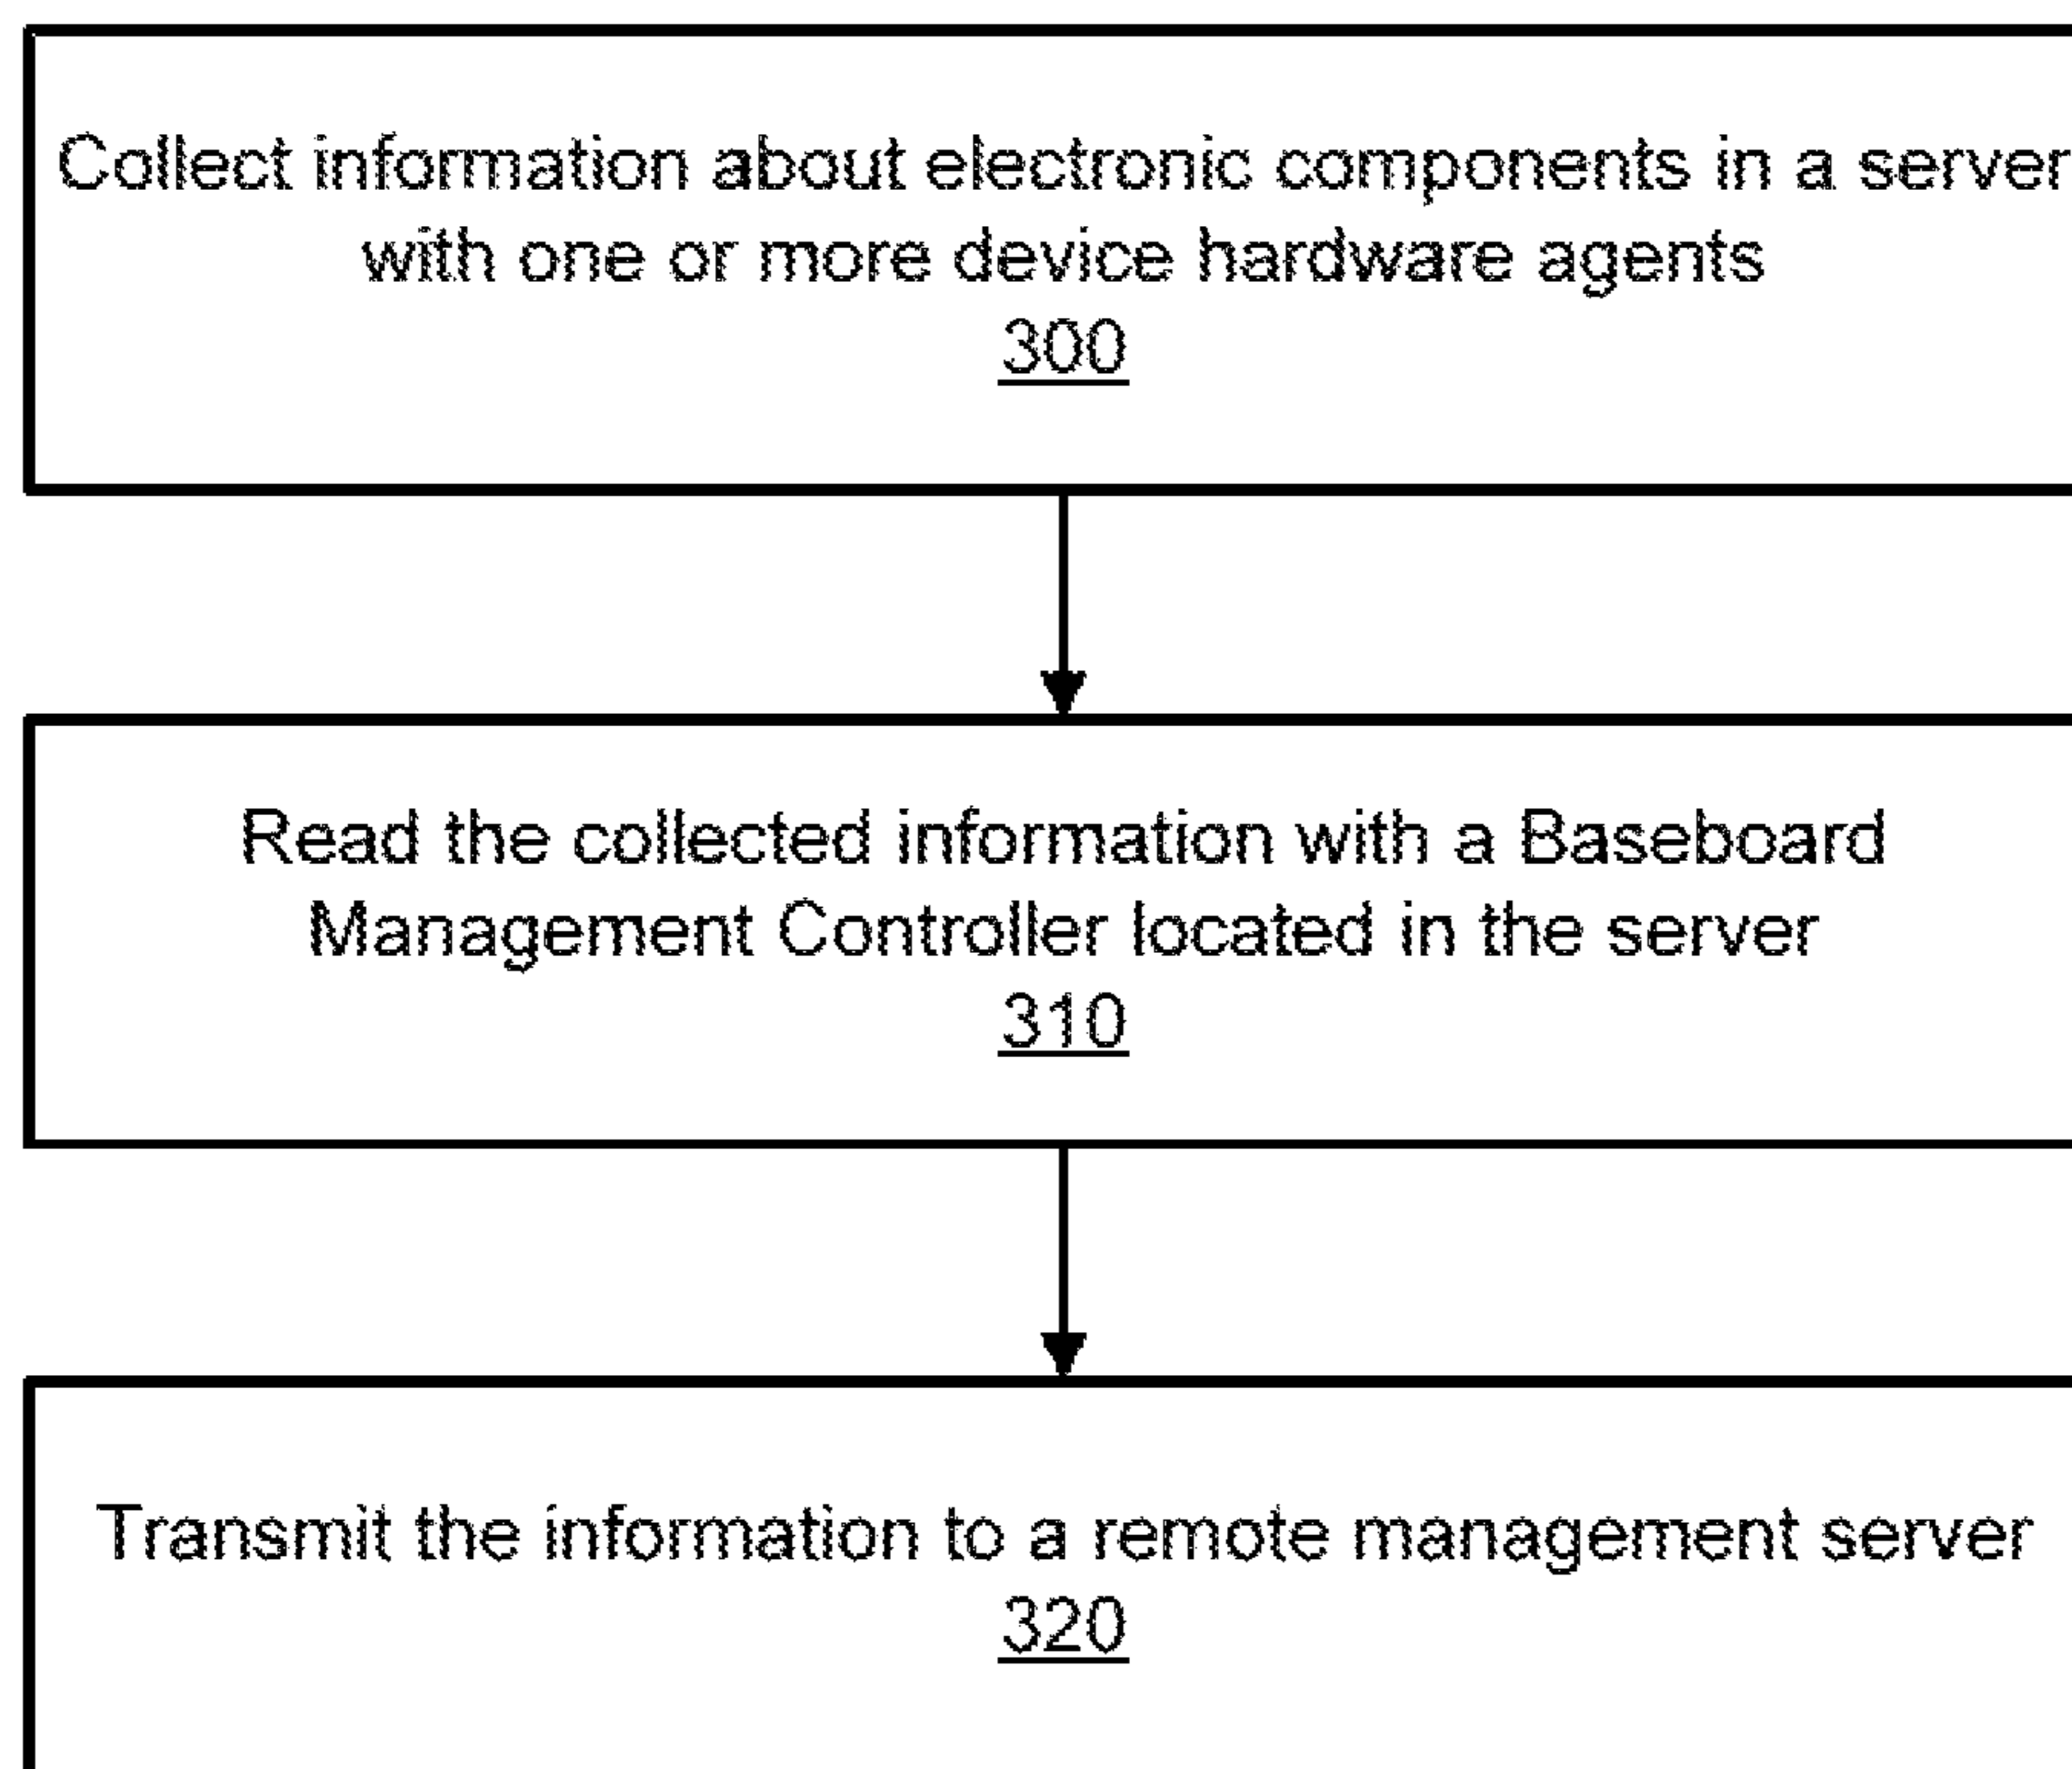 Collect information about electronic components in a server
with one or more device hardware agents
300
Read the collected information with a Baseboard
Management Controller located in the server
310
Transmit the information to a remote management server
320